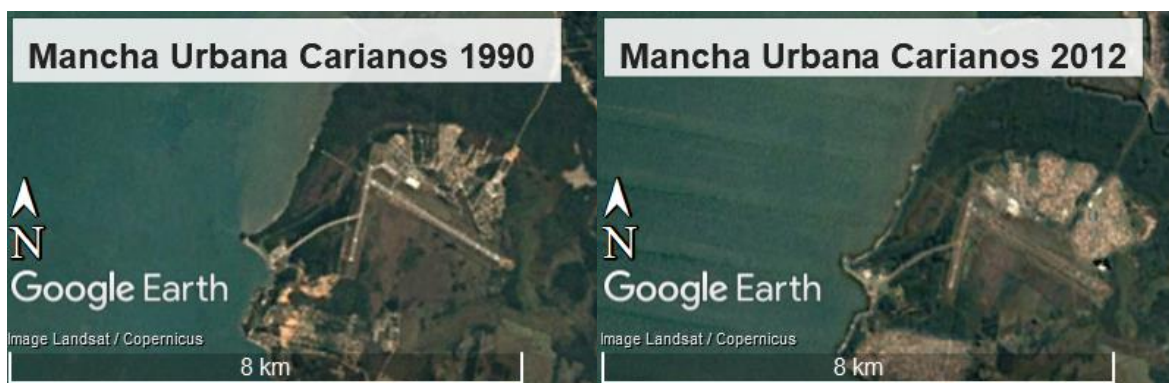 Mancha Urbana Carianos 1990
N
Google Earth
Image Landsat / Copernicus
8 km
Mancha Urbana Carianos 2012
N
Google Earth
Image Landsat / Copernicus
8 km